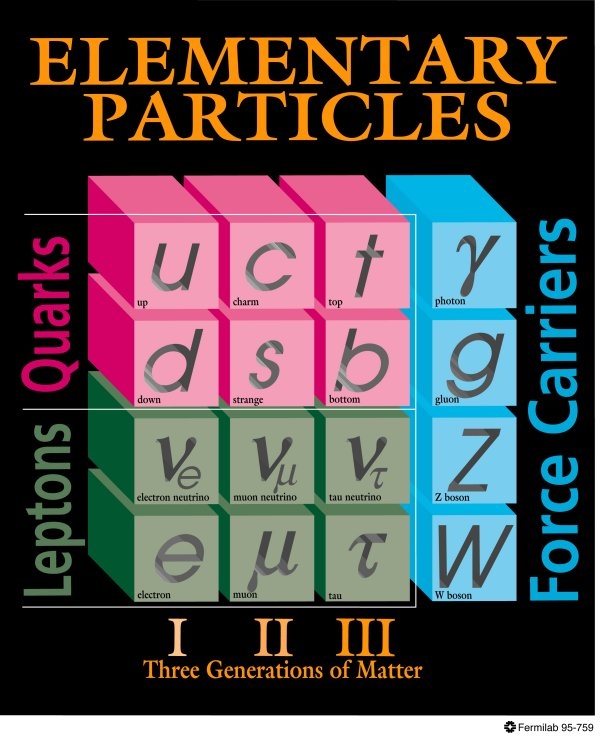 ELEMENTARY
PARTICLES
Quarks
Leptons
Force Carriers
u c t γ
up charm top photon
d s b g
down strange bottom gluon
νe νμ ντ Z
electron neutrino muon neutrino tau neutrino Z boson
e μ τ W
electron muon tau W boson
I II III
Three Generations of Matter
Fermilab 95-759